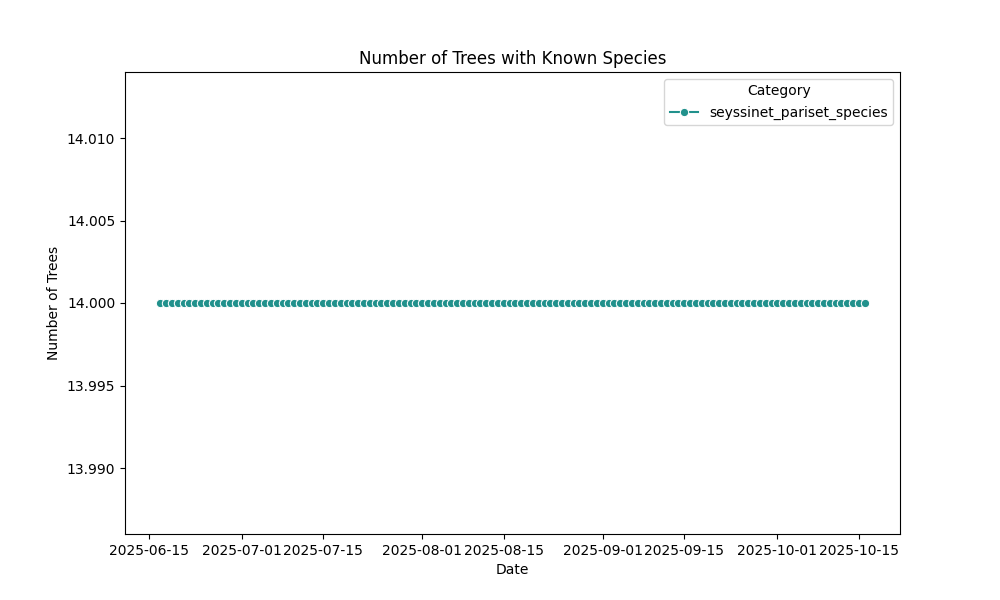 Number of Trees with Known Species
Category
seyssinet_pariset_species
14.010
14.005
14.000
13.995
13.990
Number of Trees
2025-06-15 2025-07-01 2025-07-15 2025-08-01 2025-08-15 2025-09-01 2025-09-15 2025-10-01 2025-10-15
Date